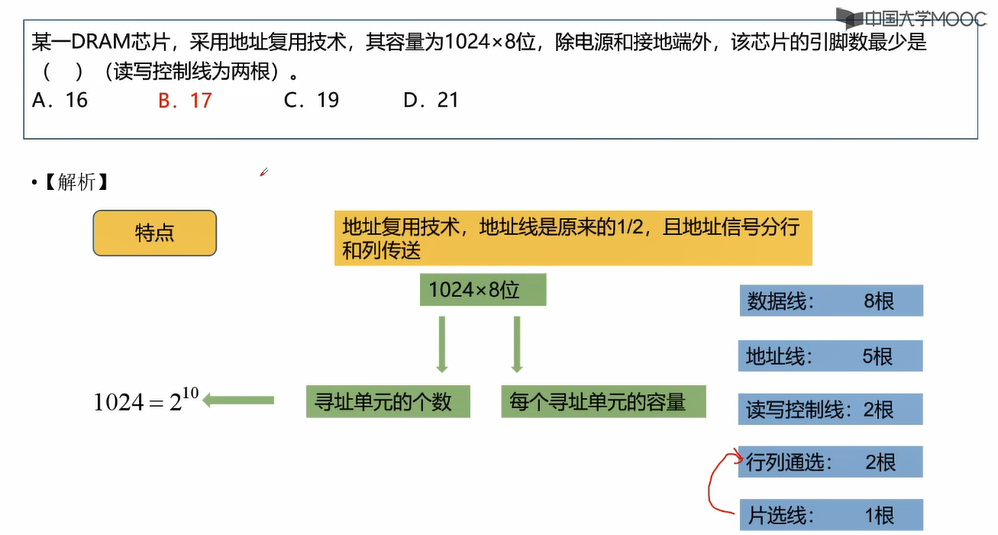 中国大学MOOC
某一DRAM芯片，采用地址复用技术，其容量为1024×8位，除电源和接地端外，该芯片的引脚数最少是
（ ）（读写控制线为两根）。
A．16 B．17 C．19 D．21
•【解析】
特点
地址复用技术，地址线是原来的1/2，且地址信号分行
和列传送
1024×8位
数据线： 8根
地址线： 5根
1024 = 2^10
寻址单元的个数
每个寻址单元的容量
读写控制线：2根
行列通选： 2根
片选线： 1根